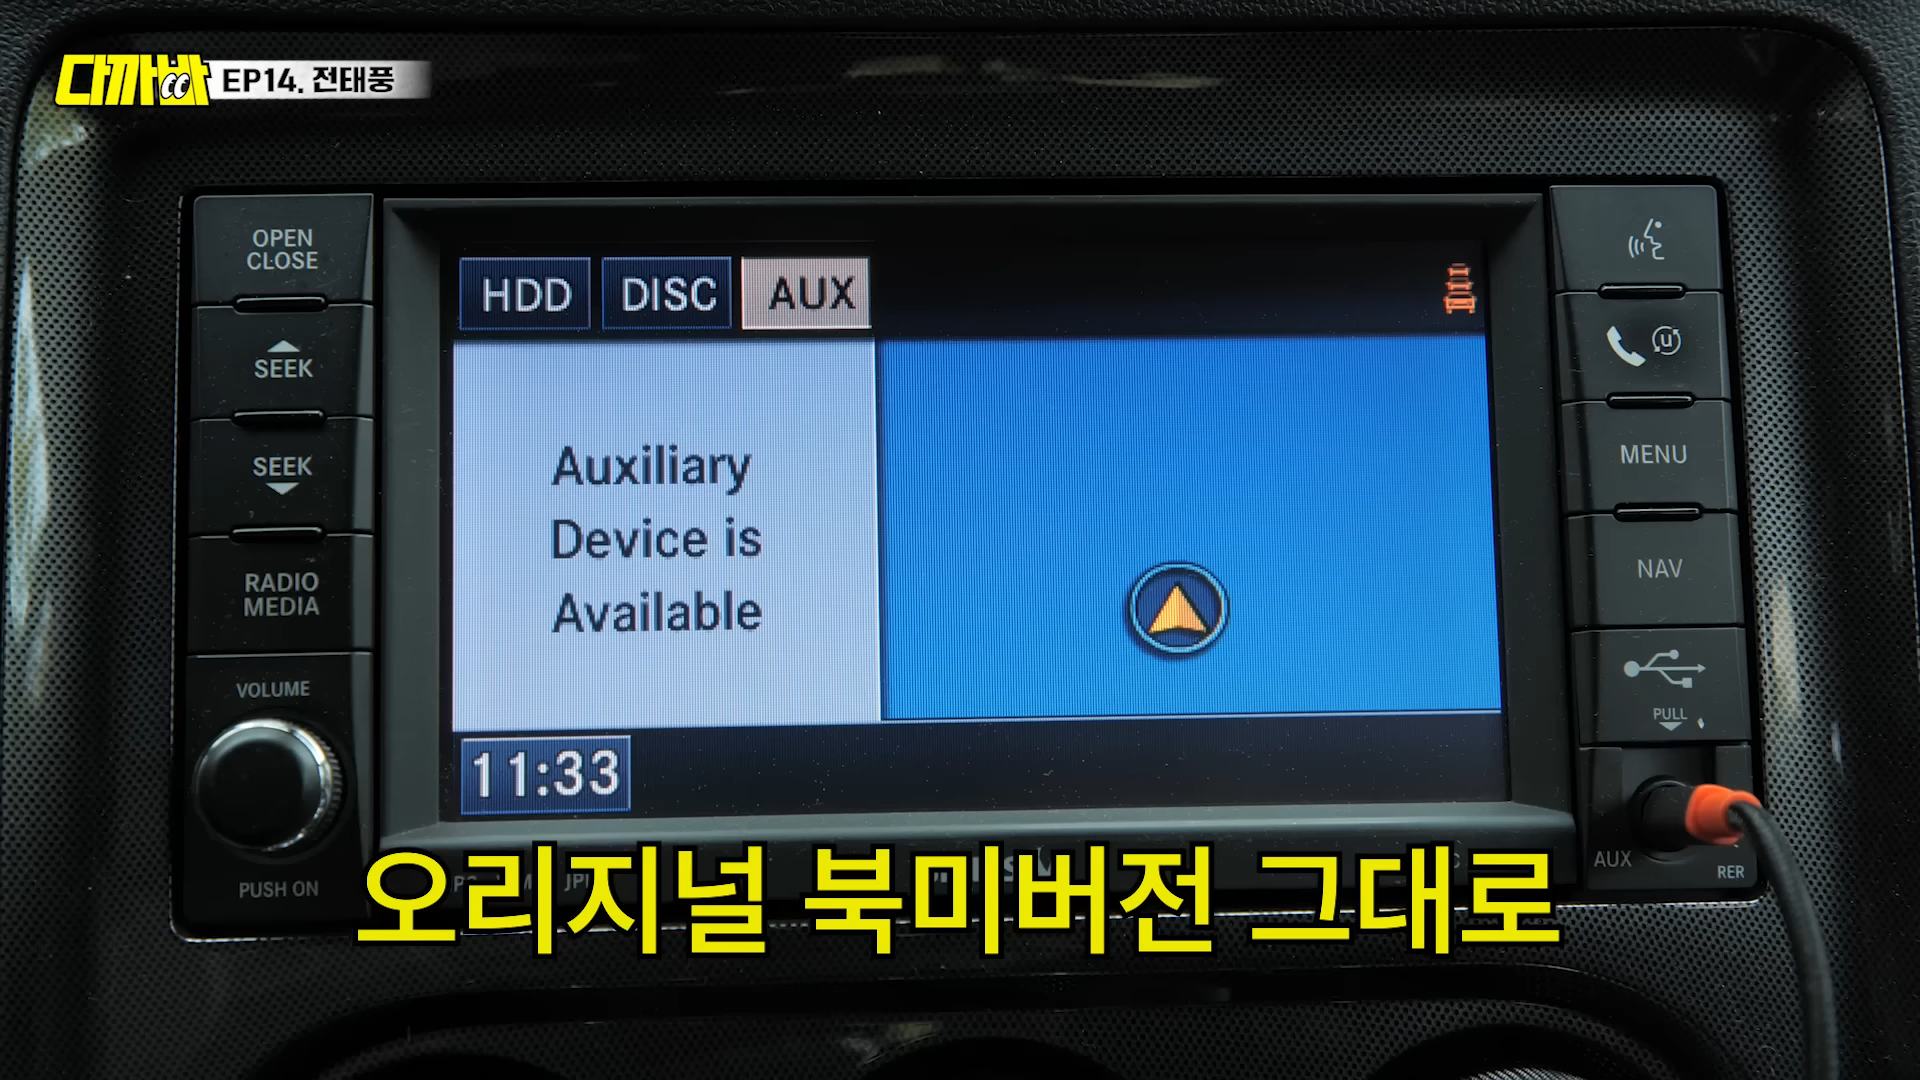 다까바 EP14. 전태풍
OPEN
CLOSE
SEEK
SEEK
RADIO
MEDIA
VOLUME
PUSH ON
HDD DISC AUX
Auxiliary
Device is
Available
11:33
U
MENU
NAV
PULL
AUX
RER
오리지널 북미버전 그대로